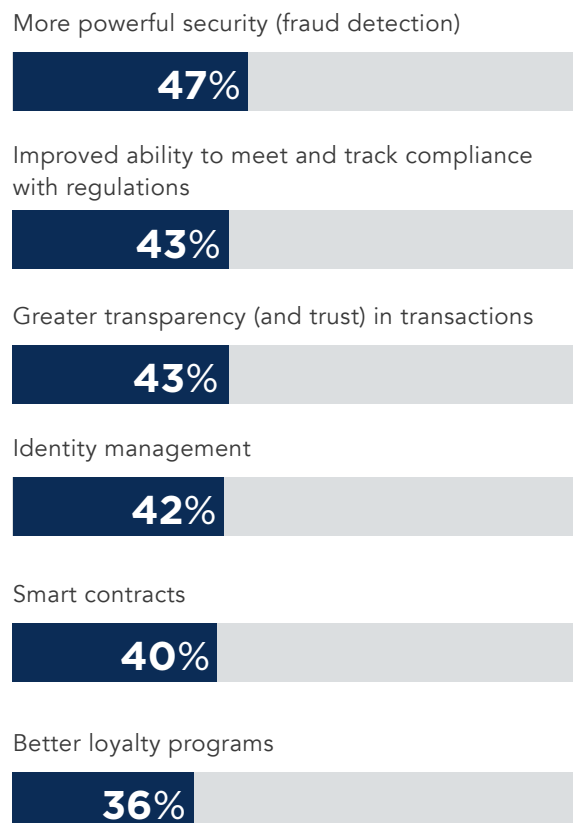 More powerful security (fraud detection)
47%
Improved ability to meet and track compliance
with regulations
43%
Greater transparency (and trust) in transactions
43%
Identity management
42%
Smart contracts
40%
Better loyalty programs
36%